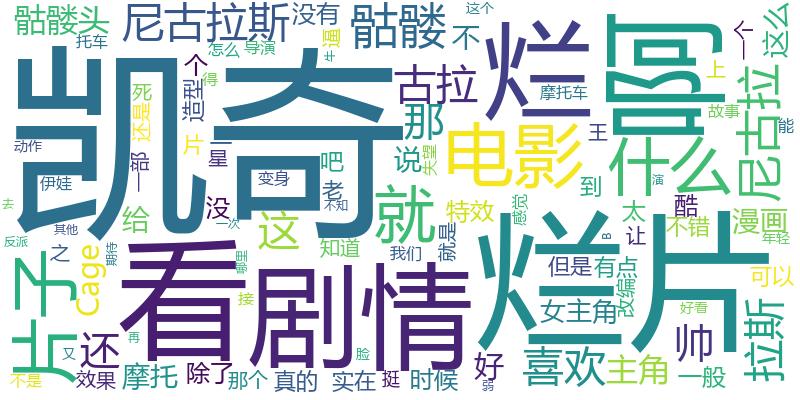 骷髅头
尼古拉斯
没有
骷髅
不
烂
啊
个
这么
托车
怎么
导演
逼
牛
这个
凯奇
个
得
造型
死
还是
片
一部
一星
古拉
那
说
摩托车
上
故事
尼古拉
能
动作
伊娃
变身
吧
老
不知
失望
电影
王
什么
到
去
反派
其他
之
给
没
一次
这
知道
就
我们
就是
特效
感觉
太
让
酷
不错
漫画
年轻
演
B
片子
Cage
期待
看
哪里
剧情
烂片
但是
有点
改编
女主角
好看
可以
帅
拉斯
还
又
再
接
不是
效果
摩托
除了
那个
真的
实在
脸
挺
时候
好
弱
喜欢
主角
一般